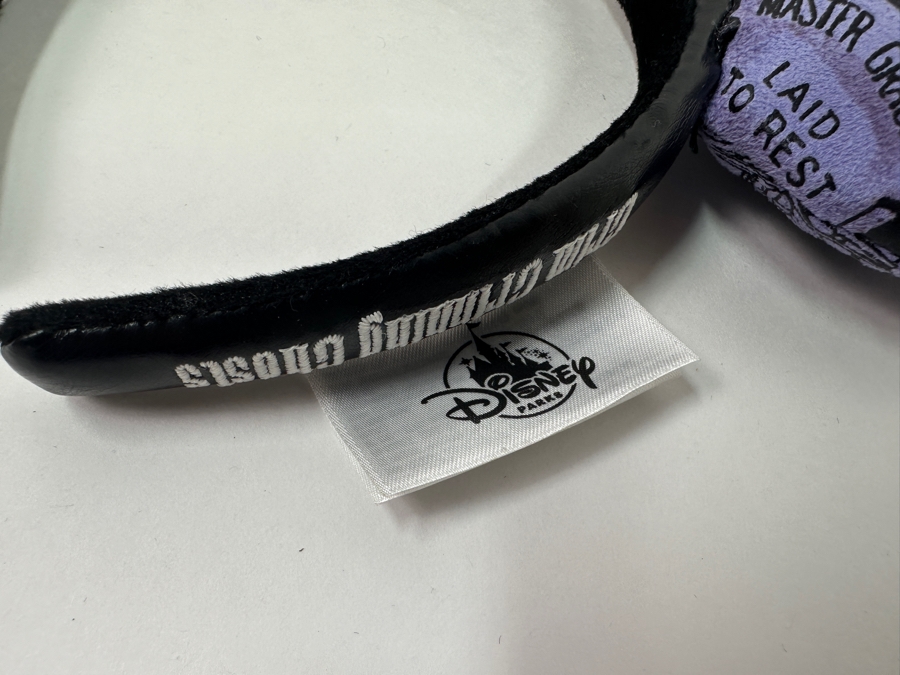 MASTER GRA
LAID
TO REST
Grim Grinning Ghosts
Disney
PARKS